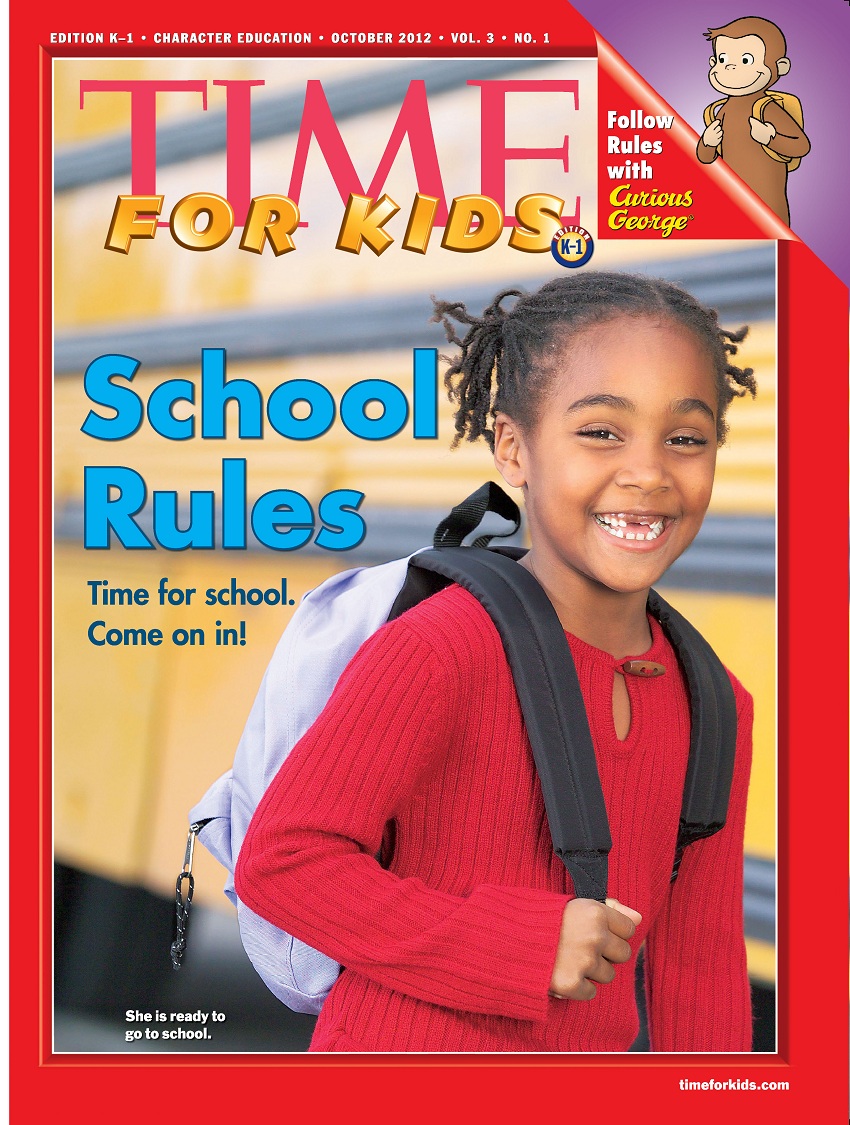 EDITION K–1 • CHARACTER EDUCATION • OCTOBER 2012 • VOL. 3 • NO. 1
TIME
FOR KIDS
EDITION
K-1
Follow
Rules
with
Curious
George®
School
Rules
Time for school.
Come on in!
She is ready to
go to school.
timeforkids.com